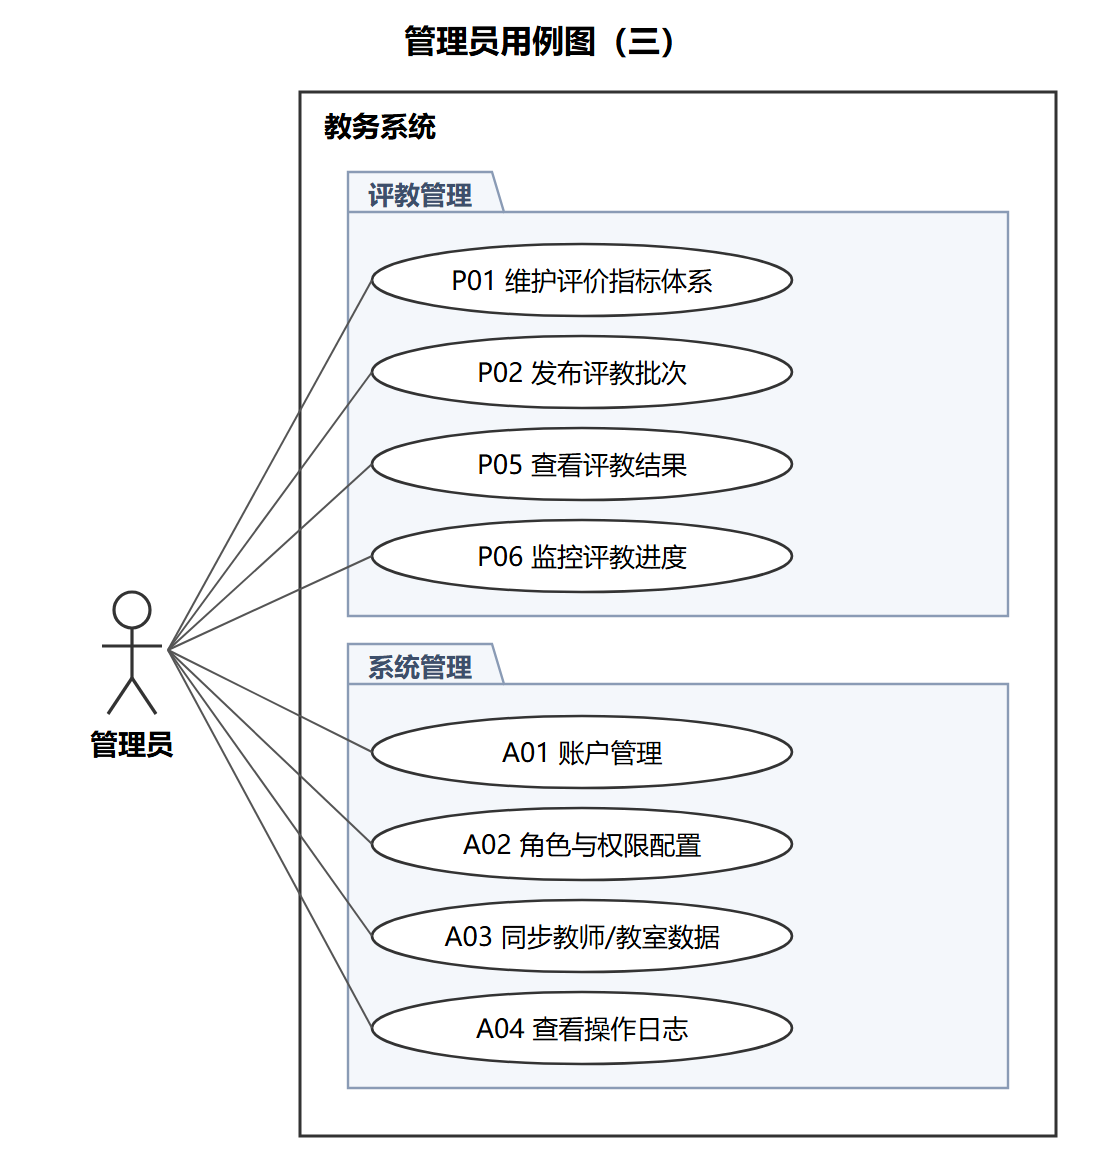 管理员用例图（三）
教务系统
评教管理
P01 维护评价指标体系
P02 发布评教批次
P05 查看评教结果
P06 监控评教进度
管理员
系统管理
A01 账户管理
A02 角色与权限配置
A03 同步教师/教室数据
A04 查看操作日志